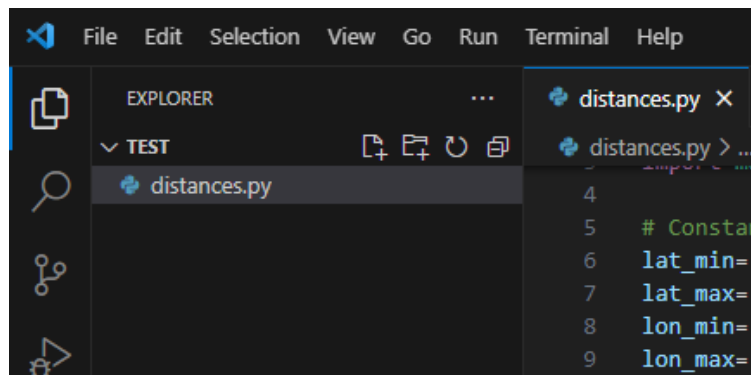 File Edit Selection View Go Run Terminal Help
EXPLORER ...
distances.py
TEST
distances.py > ...
distances.py
4
5 # Constan
6 lat_min=
7 lat_max=
8 lon_min=
9 lon_max=